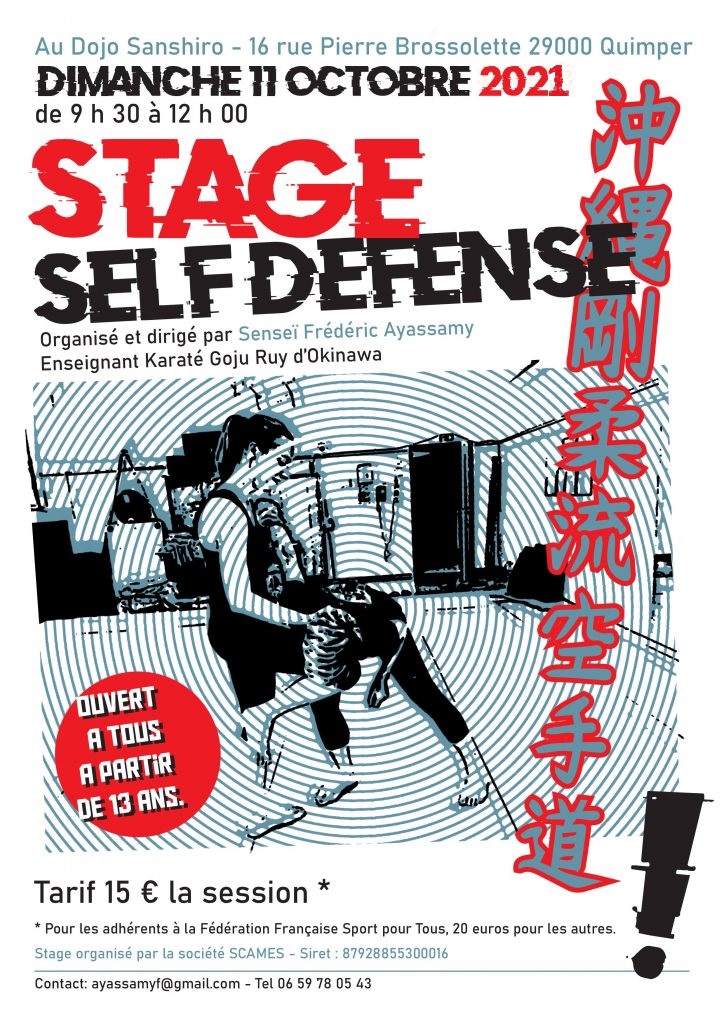 Au Dojo Sanshiro - 16 rue Pierre Brossolette 29000 Quimper
DIMANCHE 11 OCTOBRE 2021
de 9 h 30 à 12 h 00
STAGE
SELF DEFENSE
Organisé et dirigé par Senseï Frédéric Ayassamy
Enseignant Karaté Goju Ruy d'Okinawa
沖縄剛柔流空手道
OUVERT
A TOUS
A PARTiR
DE 13 ANS.
!
Tarif 15 € la session *
* Pour les adhérents à la Fédération Française Sport pour Tous, 20 euros pour les autres.
Stage organisé par la société SCAMES - Siret : 87928855300016
Contact: ayassamyf@gmail.com - Tel 06 59 78 05 43